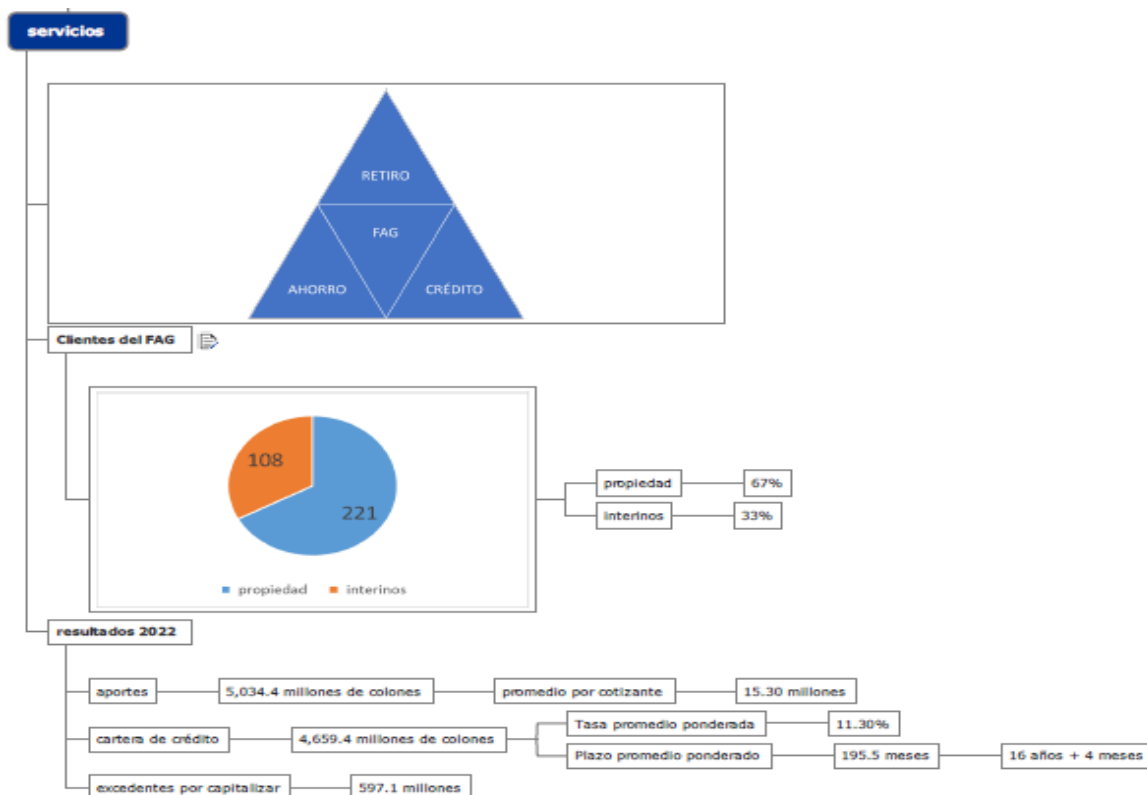 servicios
RETIRO
FAG
AHORRO
CRÉDITO
Clientes del FAG
108
221
propiedad
interinos
propiedad
67%
interinos
33%
resultados 2022
aportes
5,034.4 millones de colones
promedio por cotizante
15.30 millones
cartera de crédito
4,659.4 millones de colones
Tasa promedio ponderada
11.30%
Plazo promedio ponderado
195.5 meses
16 años + 4 meses
excedentes por capitalizar
597.1 millones